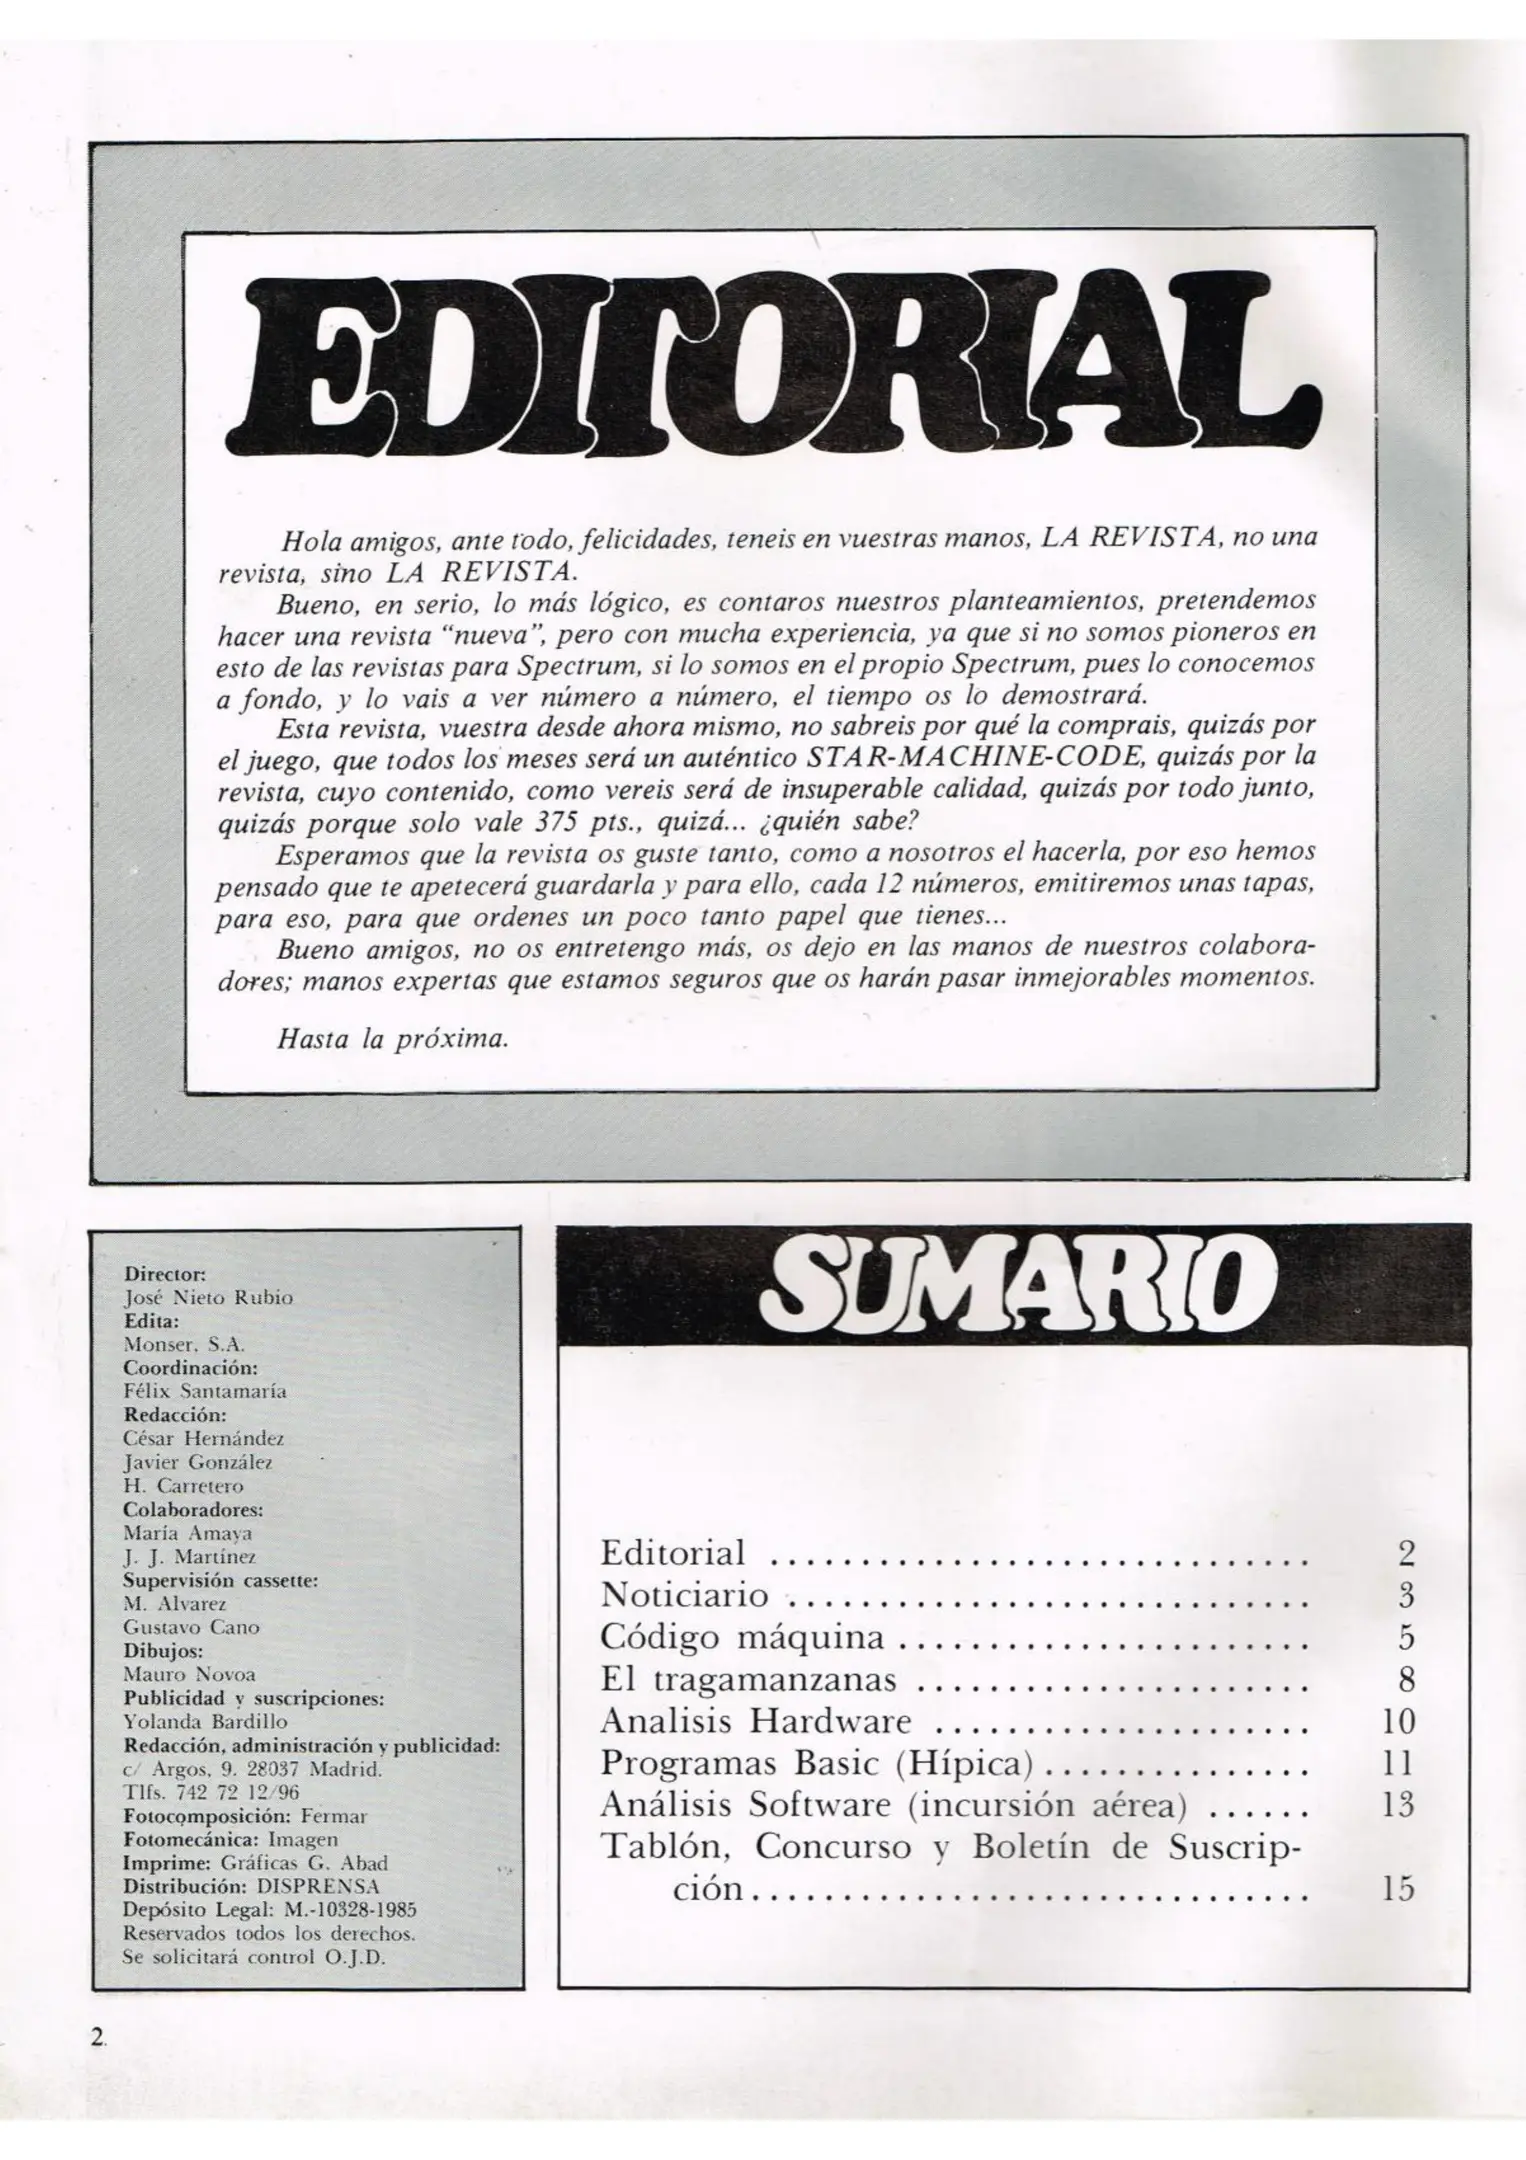 EDITORIAL
Hola amigos, ante todo, felicidades, teneis en vuestras manos, LA REVISTA, no una
revista, sino LA REVISTA.
Bueno, en serio, lo más lógico, es contaros nuestros planteamientos, pretendemos
hacer una revista “nueva”, pero con mucha experiencia, ya que si no somos pioneros en
esto de las revistas para Spectrum, si lo somos en el propio Spectrum, pues lo conocemos
a fondo, y lo vais a ver número a número, el tiempo os lo demostrará.
Esta revista, vuestra desde ahora mismo, no sabreis por qué la comprais, quizás por
el juego, que todos los meses será un auténtico STAR-MACHINE-CODE, quizás por la
revista, cuyo contenido, como vereis será de insuperable calidad, quizás por todo junto,
quizás porque solo vale 375 pts., quizá... ¿quién sabe?
Esperamos que la revista os guste tanto, como a nosotros el hacerla, por eso hemos
pensado que te apetecerá guardarla y para ello, cada 12 números, emitiremos unas tapas,
para eso, para que ordenes un poco tanto papel que tienes...
Bueno amigos, no os entretengo más, os dejo en las manos de nuestros colabora-
dores; manos expertas que estamos seguros que os harán pasar inmejorables momentos.
Hasta la próxima.
Director:
José Nieto Rubio
Edita:
Monser, S.A.
Coordinación:
Félix Santamaría
Redacción:
César Hernández
Javier González
H. Carretero
Colaboradores:
María Amaya
J. J. Martínez
Supervisión cassette:
M. Alvarez
Gustavo Cano
Dibujos:
Mauro Novoa
Publicidad y suscripciones:
Yolanda Bardillo
Redacción, administración y publicidad:
c/ Argos, 9. 28037 Madrid.
Tlfs. 742 72 12/96
Fotocomposición: Fermar
Fotomecánica: Imagen
Imprime: Gráficas G. Abad
Distribución: DISPRENSA
Depósito Legal: M.-10328-1985
Reservados todos los derechos.
Se solicitará control O.J.D.
SUMARIO
Editorial .............................. 2
Noticiario ............................. 3
Código máquina ....................... 5
El tragamanzanas ...................... 8
Analisis Hardware ..................... 10
Programas Basic (Hípica) ............... 11
Análisis Software (incursión aérea) ...... 13
Tablón, Concurso y Boletín de Suscrip-
ción ............................... 15
2